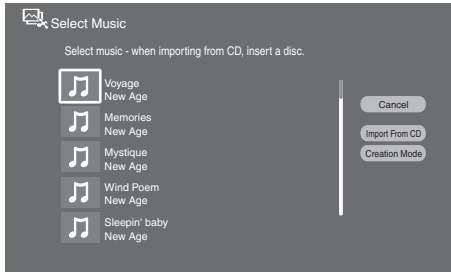 Select Music
Select music - when importing from CD, insert a disc.
Voyage
New Age
Memories
New Age
Mystique
New Age
Wind Poem
New Age
Sleepin' baby
New Age
Cancel
Import From CD
Creation Mode